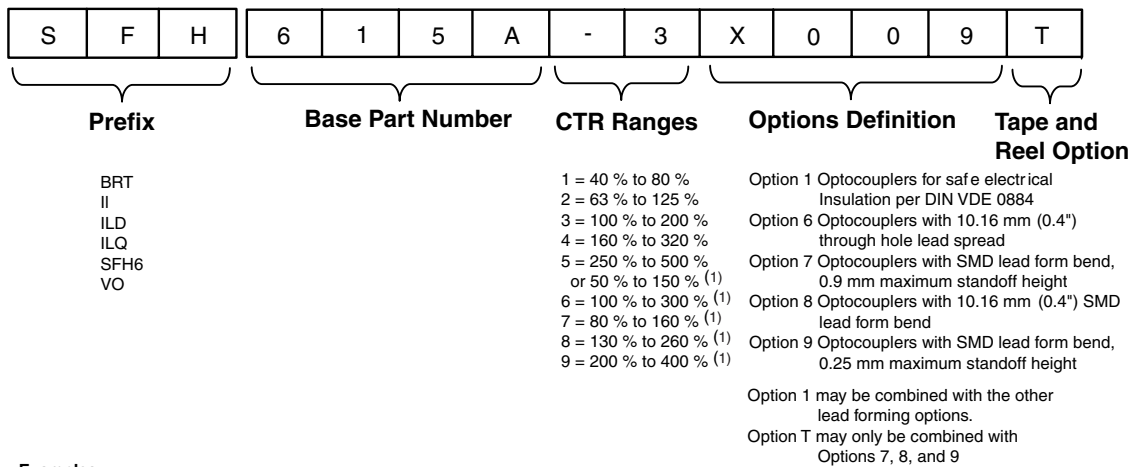 S F H 6 1 5 A - 3 X 0 0 9 T
Prefix
Base Part Number
CTR Ranges
Options Definition
Tape and
Reel Option
BRT
II
ILD
ILQ
SFH6
VO
1 = 40 % to 80 %
2 = 63 % to 125 %
3 = 100 % to 200 %
4 = 160 % to 320 %
5 = 250 % to 500 %
or 50 % to 150 % (1)
6 = 100 % to 300 % (1)
7 = 80 % to 160 % (1)
8 = 130 % to 260 % (1)
9 = 200 % to 400 % (1)
Option 1 Optocouplers for safe electrical
Insulation per DIN VDE 0884
Option 6 Optocouplers with 10.16 mm (0.4")
through hole lead spread
Option 7 Optocouplers with SMD lead form bend,
0.9 mm maximum standoff height
Option 8 Optocouplers with 10.16 mm (0.4") SMD
lead form bend
Option 9 Optocouplers with SMD lead form bend,
0.25 mm maximum standoff height
Option 1 may be combined with the other
lead forming options.
Option T may only be combined with
Options 7, 8, and 9